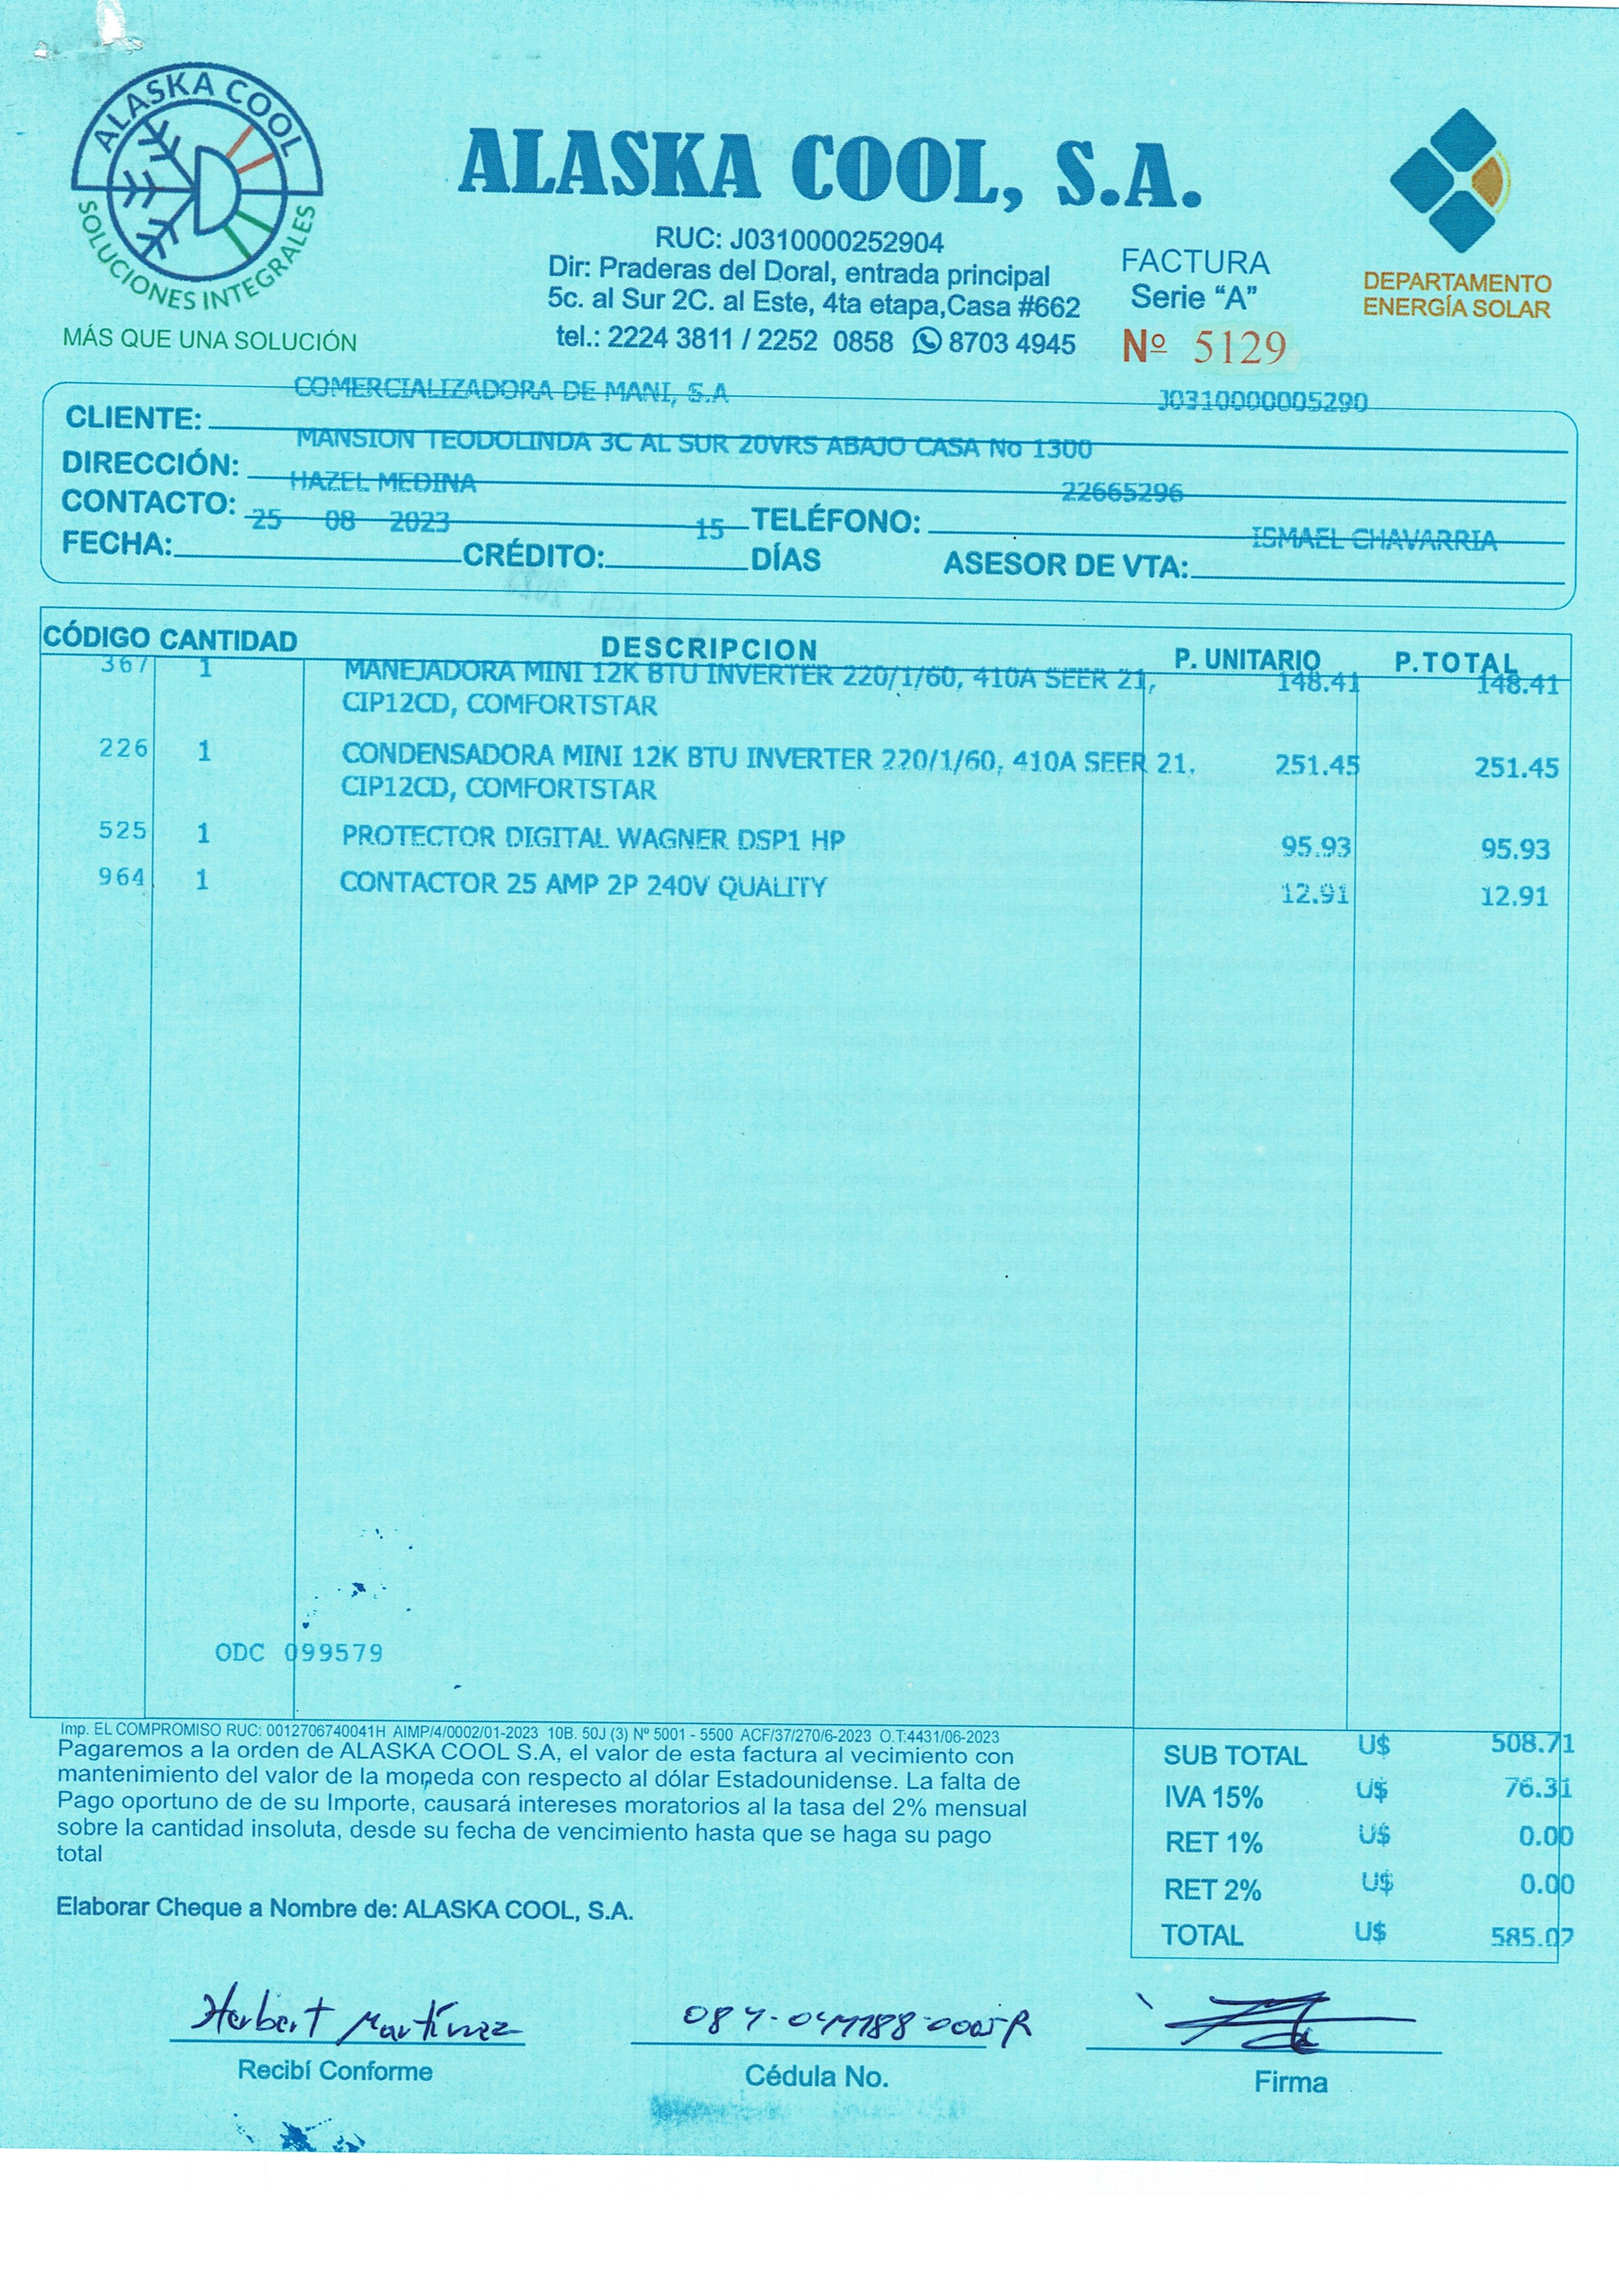 ALASKA COOL
SOLUCIONES INTEGRALES
MÁS QUE UNA SOLUCIÓN
ALASKA COOL, S.A.
RUC: J0310000252904
Dir: Praderas del Doral, entrada principal
5c. al Sur 2C. al Este, 4ta etapa,Casa #662
tel.: 2224 3811 / 2252 0858 8703 4945
FACTURA
Serie “A”
Nº 5129
DEPARTAMENTO
ENERGÍA SOLAR
CLIENTE: COMERCIALIZADORA DE MANI, S.A J0310000005290
DIRECCIÓN: MANSION TEODOLINDA 3C AL SUR 20VRS ABAJO CASA No 1300
CONTACTO: HAZEL MEDINA TELÉFONO: 22665296
FECHA: 25 08 2023 CRÉDITO: 15 DÍAS ASESOR DE VTA: ISMAEL CHAVARRIA
CÓDIGO CANTIDAD DESCRIPCION P. UNITARIO P.TOTAL
367 1 MANEJADORA MINI 12K BTU INVERTER 220/1/60, 410A SEER 21, 148.41 148.41
CIP12CD, COMFORTSTAR
226 1 CONDENSADORA MINI 12K BTU INVERTER 220/1/60, 410A SEER 21, 251.45 251.45
CIP12CD, COMFORTSTAR
525 1 PROTECTOR DIGITAL WAGNER DSP1 HP 95.93 95.93
964 1 CONTACTOR 25 AMP 2P 240V QUALITY 12.91 12.91
ODC 099579
Imp. EL COMPROMISO RUC: 0012706740041H AIMP/4/0002/01-2023 10B. 50J (3) Nº 5001 - 5500 ACF/37/270/6-2023 O.T:4431/06-2023
Pagaremos a la orden de ALASKA COOL S.A, el valor de esta factura al vecimiento con
mantenimiento del valor de la moneda con respecto al dólar Estadounidense. La falta de
Pago oportuno de de su Importe, causará intereses moratorios al la tasa del 2% mensual
sobre la cantidad insoluta, desde su fecha de vencimiento hasta que se haga su pago
total
Elaborar Cheque a Nombre de: ALASKA COOL, S.A.
SUB TOTAL U$ 508.71
IVA 15% U$ 76.31
RET 1% U$ 0.00
RET 2% U$ 0.00
TOTAL U$ 585.02
Herbert Martínez
Recibí Conforme
Cédula No.
Firma